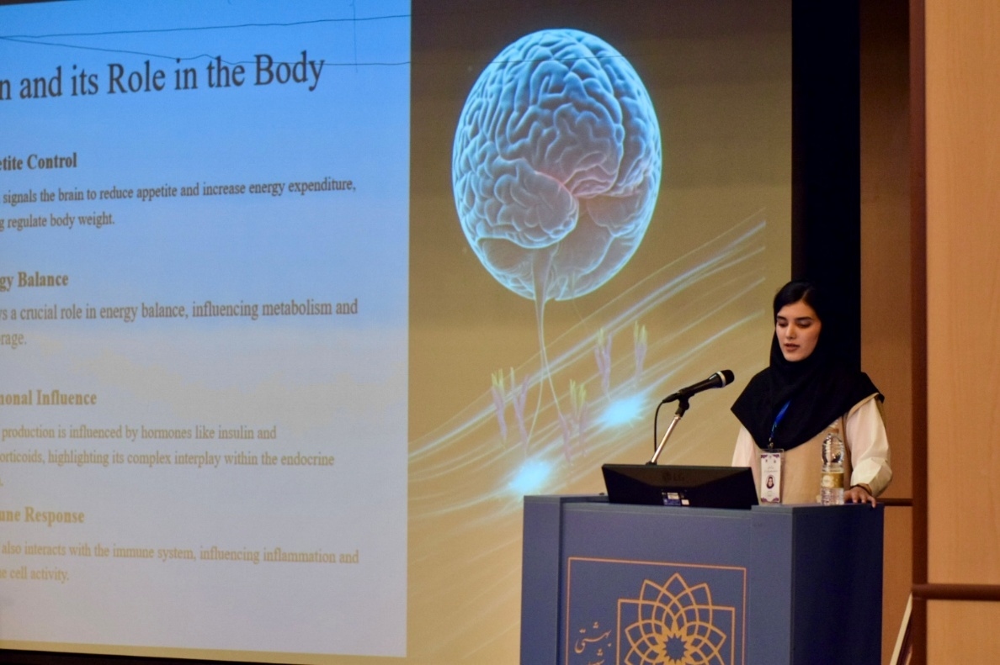 n and its Role in the Body
etite Control
signals the brain to reduce appetite and increase energy expenditure,
g regulate body weight.
gy Balance
ys a crucial role in energy balance, influencing metabolism and
rage.
monal Influence
production is influenced by hormones like insulin and
orticoids, highlighting its complex interplay within the endocrine
une Response
also interacts with the immune system, influencing inflammation and
e cell activity.
LG
بهشتی